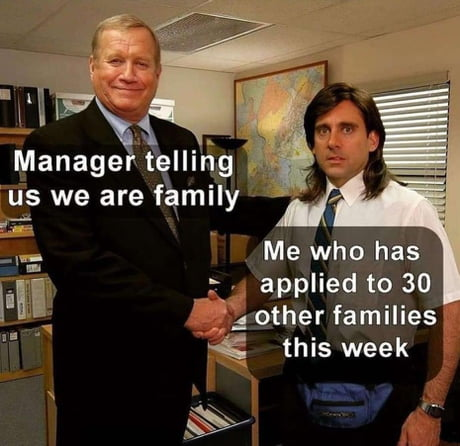 Manager telling
us we are family
Me who has
applied to 30
other families
this week